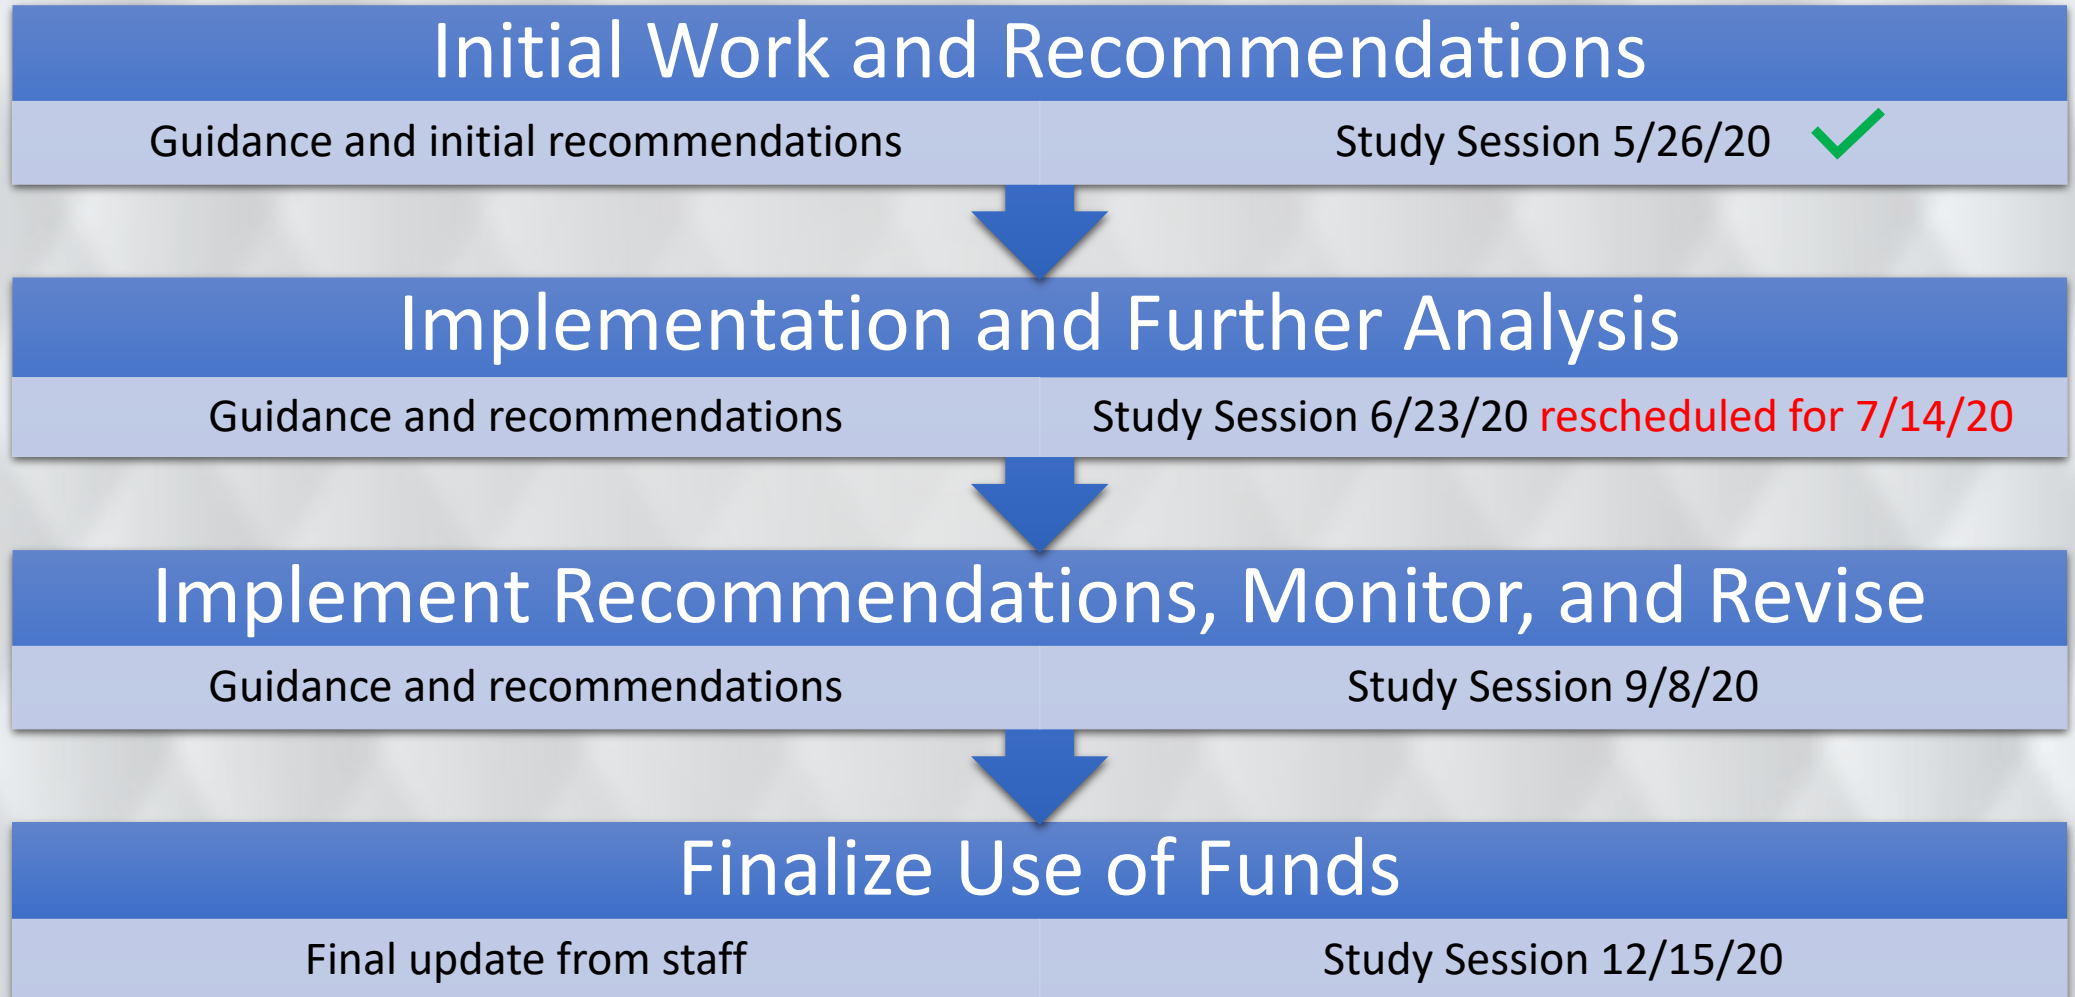 Initial Work and Recommendations
Guidance and initial recommendations
Study Session 5/26/20
Implementation and Further Analysis
Guidance and recommendations
Study Session 6/23/20 rescheduled for 7/14/20
Implement Recommendations, Monitor, and Revise
Guidance and recommendations
Study Session 9/8/20
Finalize Use of Funds
Final update from staff
Study Session 12/15/20